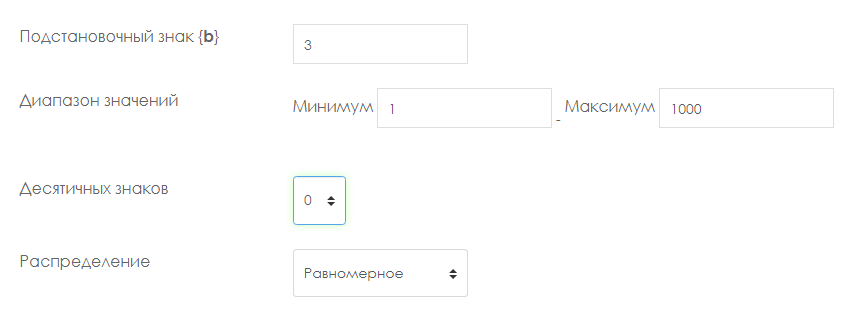 Подстановочный знак {b} 3
Диапазон значений Минимум 1 - Максимум 1000
Десятичных знаков 0
Распределение Равномерное